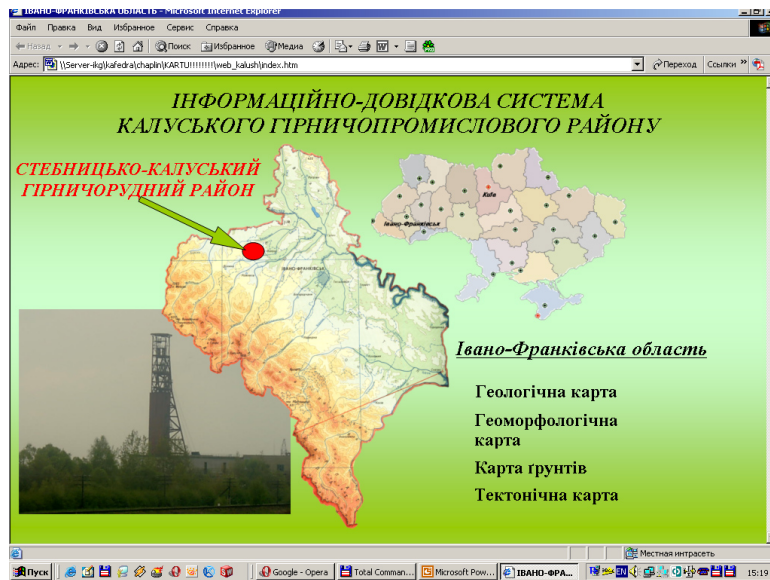 ІВАНО-ФРАНКІВСЬКА ОБЛАСТЬ - Microsoft Internet Explorer
Файл Правка Вид Избранное Сервис Справка
Назад Поиск Избранное Медиа
Адрес: \\Server-ikg\kafedra\chaplin\KARTU!!!!!!!!\web_kalush\index.htm Переход Ссылки »
ІНФОРМАЦІЙНО-ДОВІДКОВА СИСТЕМА
КАЛУСЬКОГО ГІРНИЧОПРОМИСЛОВОГО РАЙОНУ
СТЕБНИЦЬКО-КАЛУСЬКИЙ
ГІРНИЧОРУДНИЙ РАЙОН
Київ
Івано-Франківськ
ІВАНО-ФРАНКІВСЬК
Івано-Франківська область
Геологічна карта
Геоморфологічна
карта
Карта ґрунтів
Тектонічна карта
Местная интрасеть
Пуск Google - Opera Total Comman... Microsoft Pow... ІВАНО-ФРА... EN 15:19